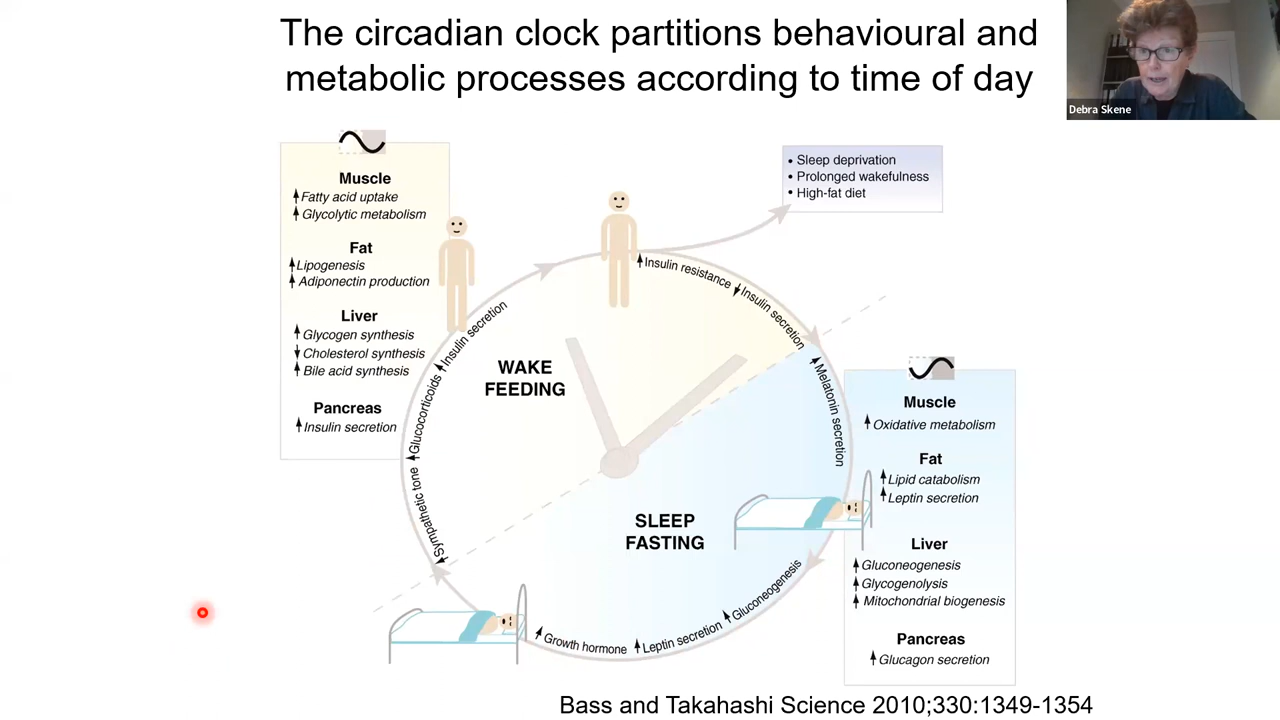 The circadian clock partitions behavioural and
metabolic processes according to time of day
Debra Skene
Muscle
↑Fatty acid uptake
↑Glycolytic metabolism
Fat
↑Lipogenesis
↑Adiponectin production
Liver
↑Glycogen synthesis
↓Cholesterol synthesis
↑Bile acid synthesis
Pancreas
↑Insulin secretion
• Sleep deprivation
• Prolonged wakefulness
• High-fat diet
↑Sympathetic tone
↑Glucocorticoids
↑Insulin secretion
↑Insulin resistance
↓Insulin secretion
↑Melatonin secretion
WAKE
FEEDING
SLEEP
FASTING
↑Growth hormone
↑Leptin secretion
↑Gluconeogenesis
Muscle
↑Oxidative metabolism
Fat
↑Lipid catabolism
↑Leptin secretion
Liver
↑Gluconeogenesis
↑Glycogenolysis
↑Mitochondrial biogenesis
Pancreas
↑Glucagon secretion
Bass and Takahashi Science 2010;330:1349-1354